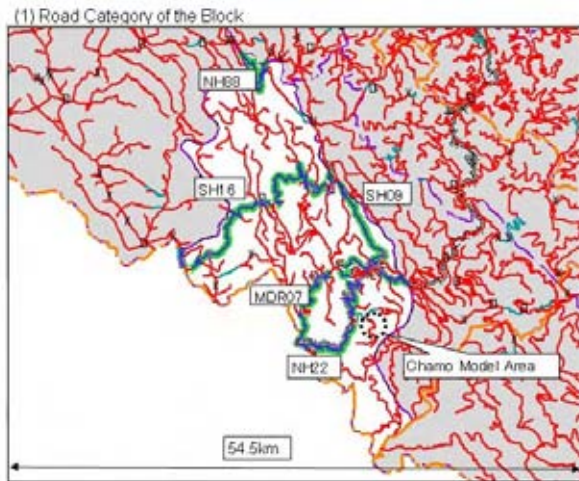 (1) Road Category of the Block
NH88
SH16
SH09
MDR07
NH22
Chamo Model Area
54.5km